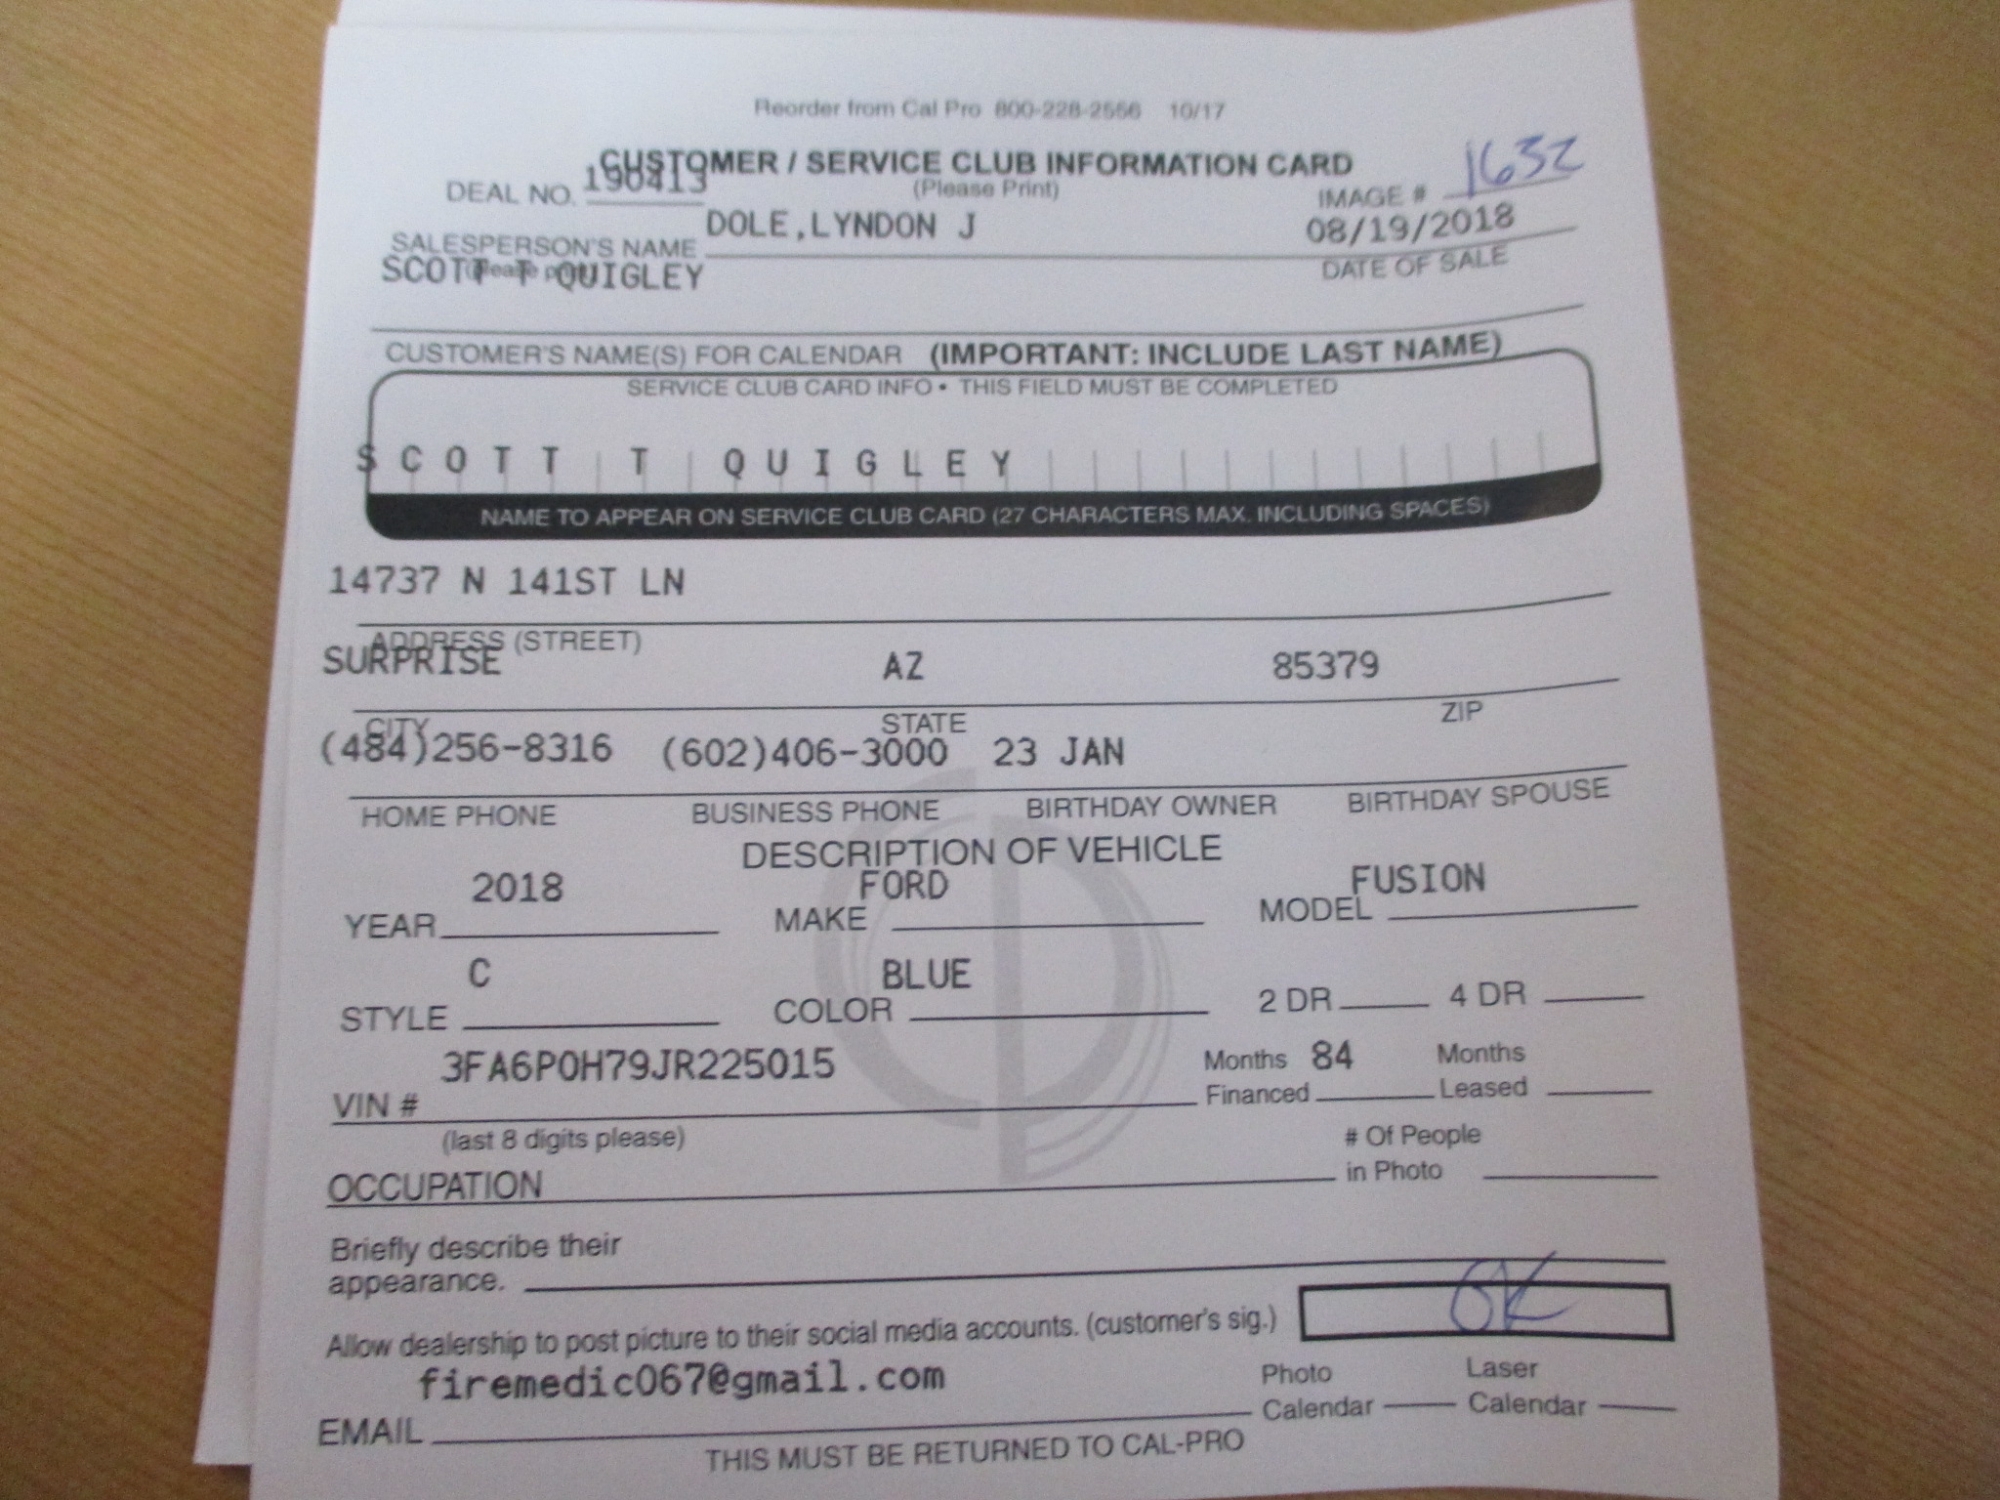 Reorder from Cal Pro 800-228-2566 10/17
CUSTOMER / SERVICE CLUB INFORMATION CARD
DEAL NO. 190413 (Please Print) IMAGE # 1632
SALESPERSON'S NAME DOLE,LYNDON J 08/19/2018
(Please print) DATE OF SALE
SCOTT T QUIGLEY
CUSTOMER'S NAME(S) FOR CALENDAR (IMPORTANT: INCLUDE LAST NAME)
SERVICE CLUB CARD INFO • THIS FIELD MUST BE COMPLETED
SCOTT T QUIGLEY
NAME TO APPEAR ON SERVICE CLUB CARD (27 CHARACTERS MAX. INCLUDING SPACES)
14737 N 141ST LN
ADDRESS (STREET)
SURPRISE AZ 85379
CITY STATE ZIP
(484)256-8316 (602)406-3000 23 JAN
HOME PHONE BUSINESS PHONE BIRTHDAY OWNER BIRTHDAY SPOUSE
DESCRIPTION OF VEHICLE
YEAR 2018 MAKE FORD MODEL FUSION
STYLE C COLOR BLUE 2 DR 4 DR
VIN # 3FA6P0H79JR225015 Months Financed 84 Months Leased
(last 8 digits please)
OCCUPATION # Of People in Photo
Briefly describe their
appearance.
Allow dealership to post picture to their social media accounts. (customer's sig.) OK
EMAIL firemedic067@gmail.com Photo Calendar Laser Calendar
THIS MUST BE RETURNED TO CAL-PRO